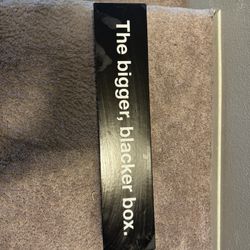 The bigger, blacker box.